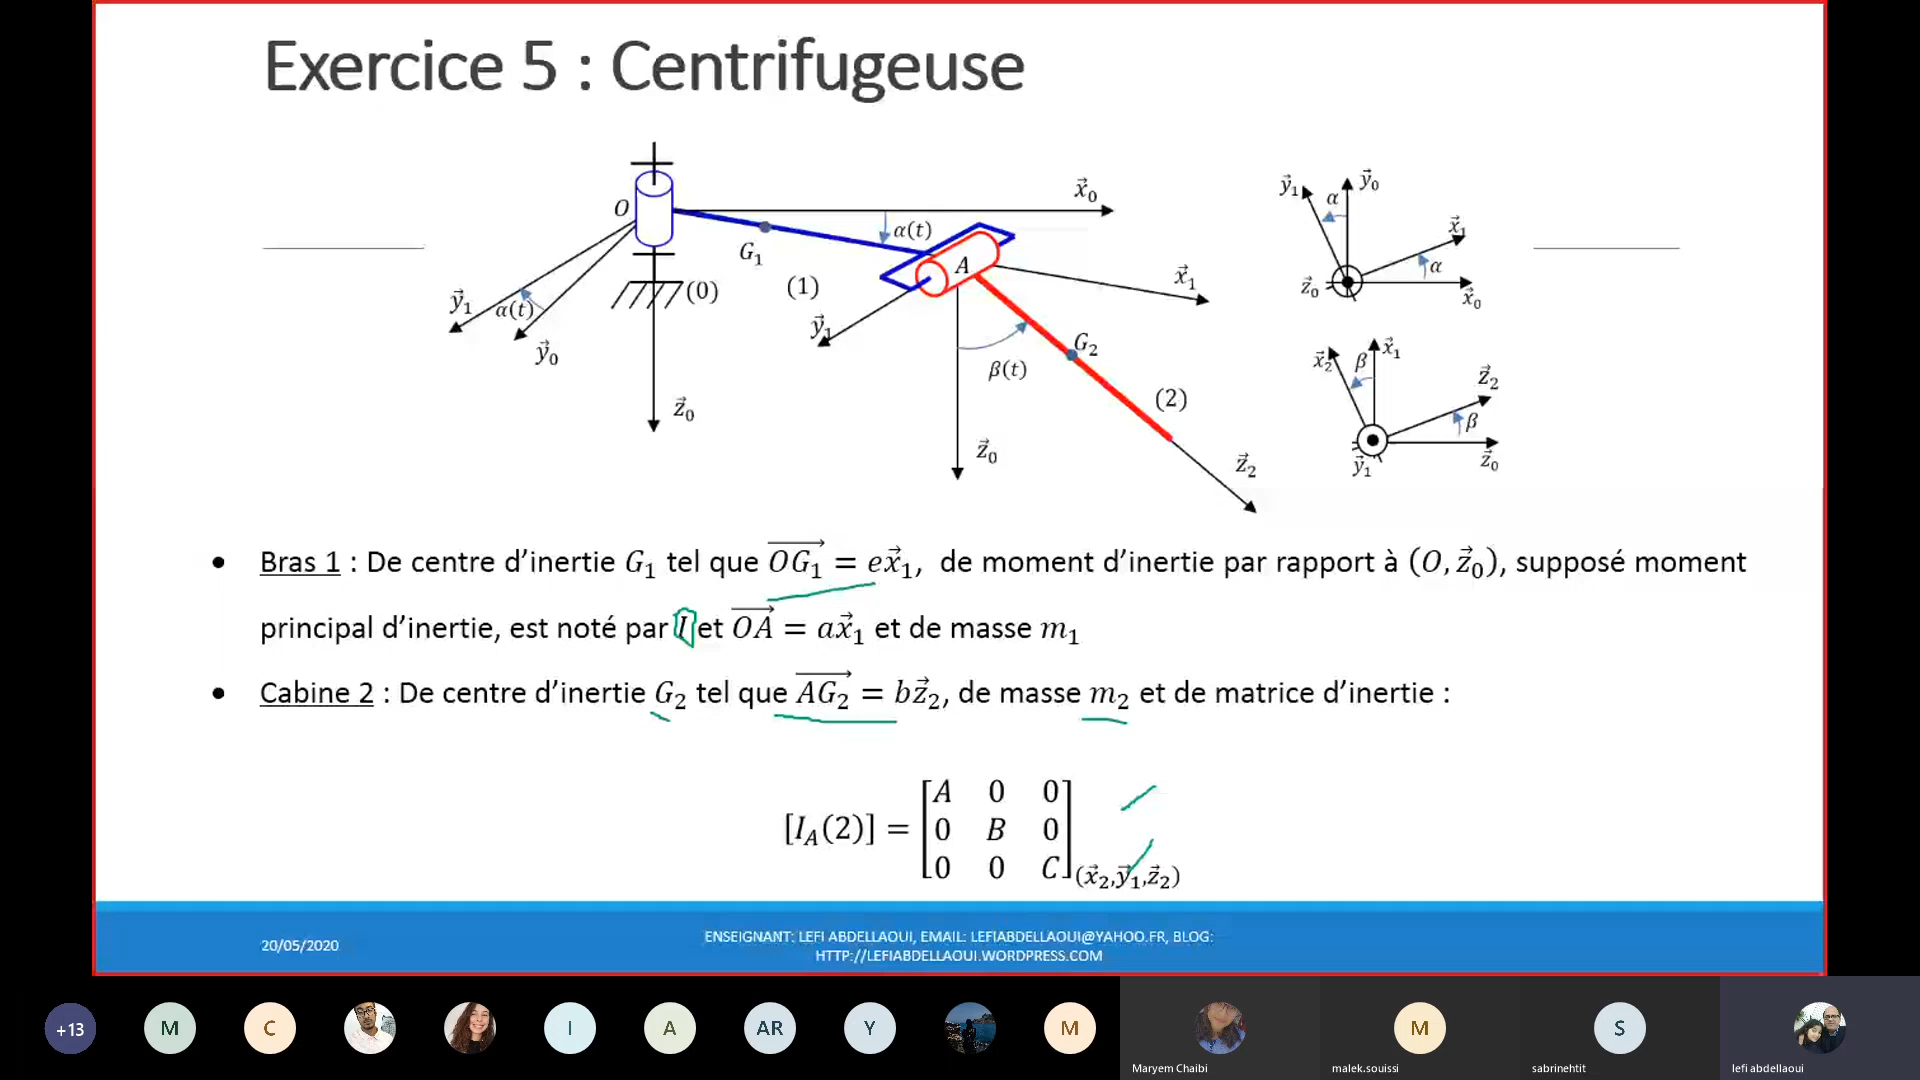 Exercice 5 : Centrifugeuse
O
G₁
α(t)
x⃗₀
(0)
(1)
A
x⃗₁
y⃗₁
α(t)
y⃗₀
y⃗₁
z⃗₀
β(t)
G₂
(2)
z⃗₀
z⃗₂
y⃗₁
α
y⃗₀
x⃗₁
α
z⃗₀
x⃗₀
x⃗₂
β
x⃗₁
z⃗₂
β
y⃗₁
z⃗₀
• Bras 1 : De centre d’inertie G₁ tel que OG₁⃗ = ex⃗₁, de moment d’inertie par rapport à (O, z⃗₀), supposé moment
principal d’inertie, est noté par I et OA⃗ = ax⃗₁ et de masse m₁
• Cabine 2 : De centre d’inertie G₂ tel que AG₂⃗ = bz⃗₂, de masse m₂ et de matrice d’inertie :
A 0 0
[I_A(2)] = 0 B 0
0 0 C (x⃗₂,y⃗₁,z⃗₂)
20/05/2020
ENSEIGNANT: LEFI ABDELLAOUI, EMAIL: LEFIABDELLAOUI@YAHOO.FR, BLOG:
HTTP://LEFIABDELLAOUI.WORDPRESS.COM
+13
M
C
I
A
AR
Y
M
M
S
Maryem Chaibi
malek.souissi
sabrinehtit
lefi abdellaoui